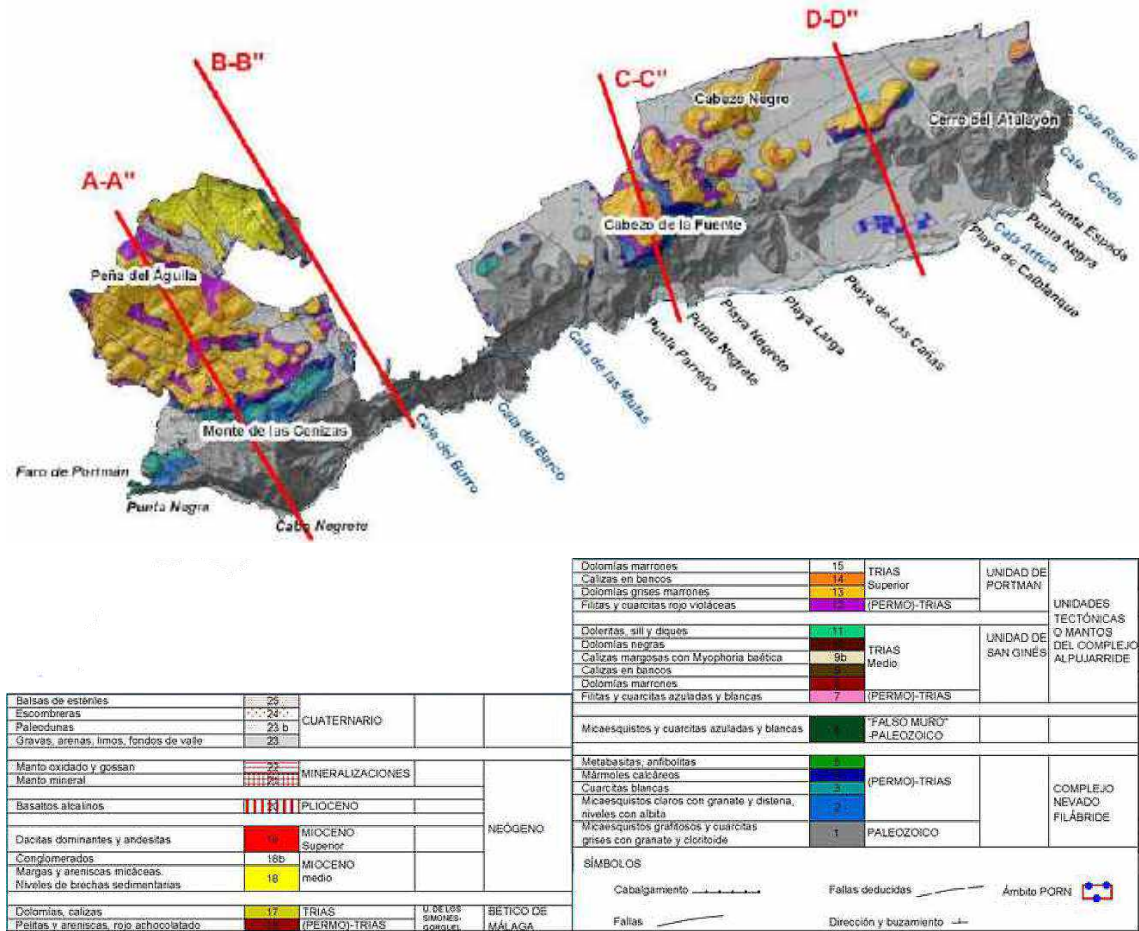 D-D"
B-B"
C-C"
A-A"
Cabezo Negro
Cerro del Atalayón
Cala Reona
Cala Cocón
Cabezo de la Fuente
Peña del Águila
Punta Espada
Punta Negra
Cala Arturo
Playa de Calblanque
Playa de Las Cañas
Playa Larga
Playa Negrete
Punta Negrete
Punta Parreño
Cala de las Mulas
Cala del Barco
Cala del Burro
Monte de las Cenizas
Faro de Portmán
Punta Negra
Cabo Negrete
Dolomías marrones 15 TRIAS Superior UNIDAD DE PORTMAN
Calizas en bancos 14
Dolomías grises marrones 13
Filitas y cuarcitas rojo violáceas 12 (PERMO)-TRIAS
UNIDADES TECTÓNICAS O MANTOS DEL COMPLEJO ALPUJARRIDE
Doleritas, sill y diques 11
Dolomías negras TRIAS Medio UNIDAD DE SAN GINÉS
Calizas margosas con Myophoria baética 9b
Calizas en bancos
Dolomías marrones
Filitas y cuarcitas azuladas y blancas 7 (PERMO)-TRIAS
Micaesquistos y cuarcitas azuladas y blancas "FALSO MURO" -PALEOZOICO
Metabasitas, anfibolitas 5
Mármoles calcáreos (PERMO)-TRIAS
Cuarcitas blancas 3
Micaesquistos claros con granate y distena, niveles con albita 2
COMPLEJO NEVADO FILÁBRIDE
Micaesquistos grafitosos y cuarcitas grises con granate y cloritoide 1 PALEOZOICO
SÍMBOLOS
Cabalgamiento
Fallas deducidas
Ámbito PORN
Fallas
Dirección y buzamiento
Balsas de estériles 25
Escombreras 24 CUATERNARIO
Paleodunas 23 b
Gravas, arenas, limos, fondos de valle 23
Manto oxidado y gossan 22 MINERALIZACIONES
Manto mineral 21
Basaltos alcalinos 20 PLIOCENO
NEÓGENO
Dacitas dominantes y andesitas 19 MIOCENO Superior
Conglomerados 18b MIOCENO medio
Margas y areniscas micáceas. Niveles de brechas sedimentarias 18
Dolomías, calizas 17 TRIAS U. DE LOS SIMONES-GORGUEL BETICO DE MÁLAGA
Pelitas y areniscas, rojo achocolatado (PERMO)-TRIAS